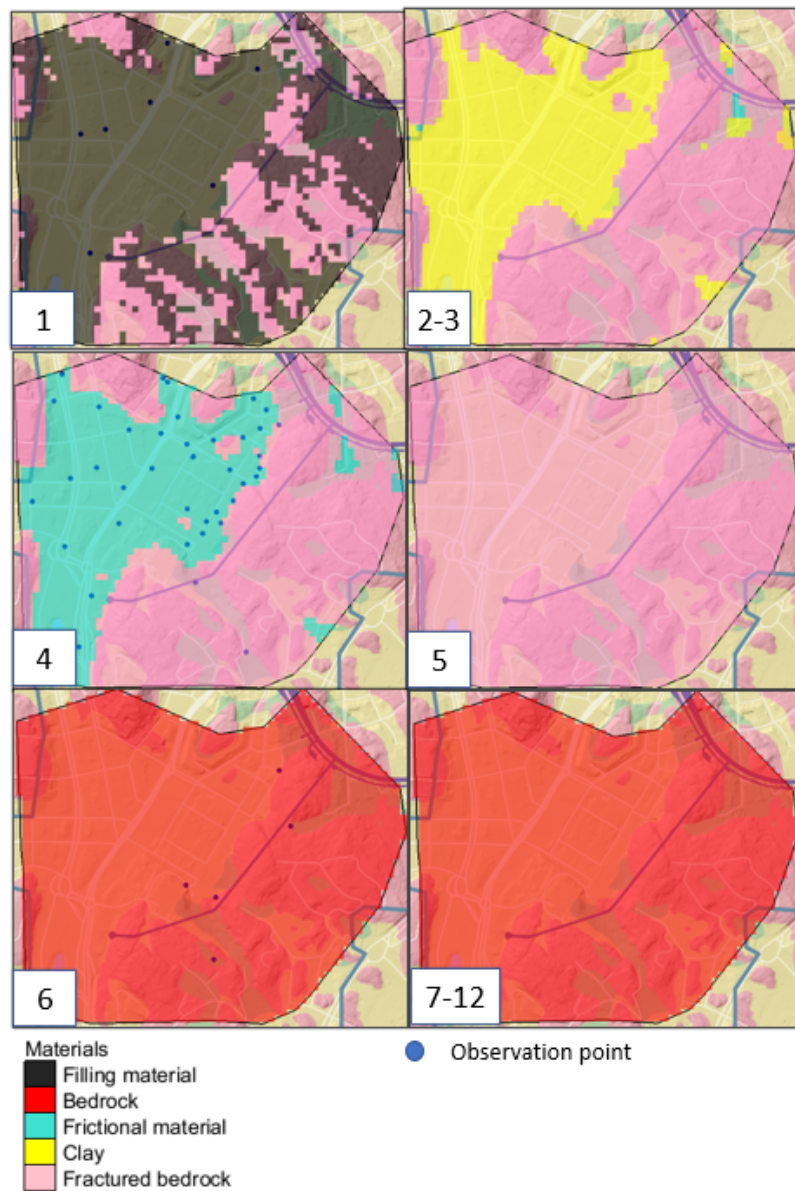 1
2-3
4
5
6
7-12
Materials
Filling material
Bedrock
Frictional material
Clay
Fractured bedrock
Observation point